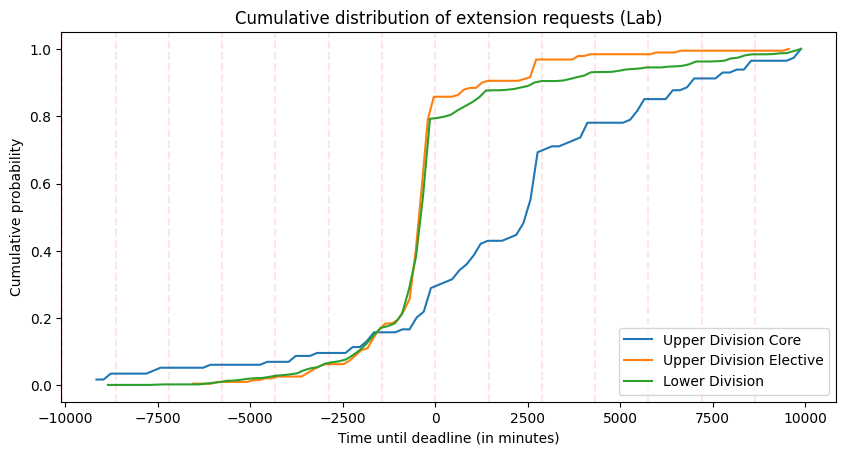 Cumulative distribution of extension requests (Lab)
Cumulative probability
1.0
0.8
0.6
0.4
0.2
0.0
Upper Division Core
Upper Division Elective
Lower Division
−10000 −7500 −5000 −2500 0 2500 5000 7500 10000
Time until deadline (in minutes)